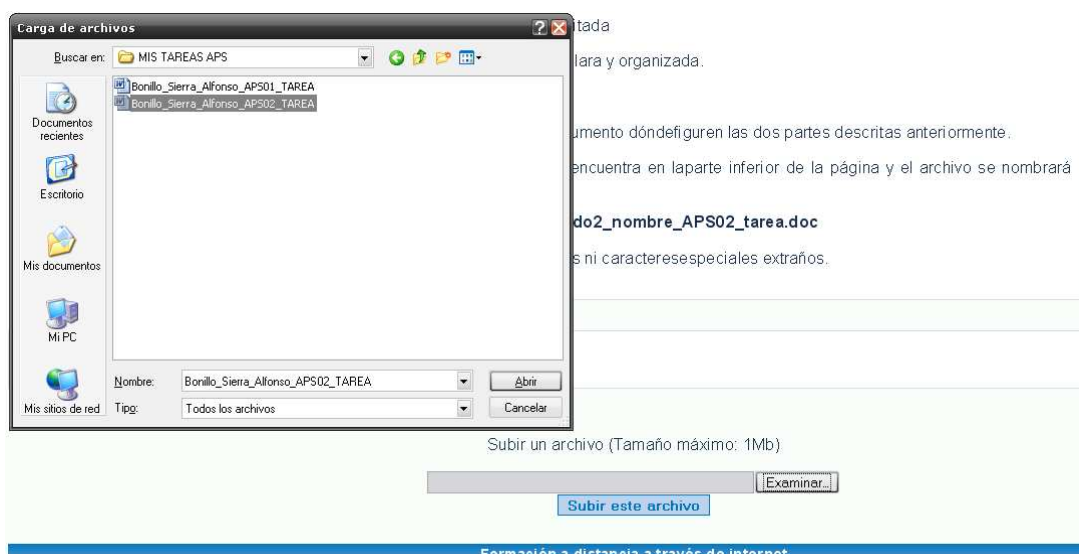 Carga de archivos
Buscar en: MIS TAREAS APS
Bonillo_Sierra_Alfonso_APS01_TAREA
Bonillo_Sierra_Alfonso_APS02_TAREA
Documentos
recientes
Escritorio
Mis documentos
Mi PC
Mis sitios de red
Nombre: Bonillo_Sierra_Alfonso_APS02_TAREA Abrir
Tipo: Todos los archivos Cancelar
itada
lara y organizada.
umento dóndefiguren las dos partes descritas anteriormente.
encuentra en laparte inferior de la página y el archivo se nombrará
do2_nombre_APS02_tarea.doc
s ni caracteresespeciales extraños.
Subir un archivo (Tamaño máximo: 1Mb)
Examinar...
Subir este archivo
Formación a distancia a través de internet